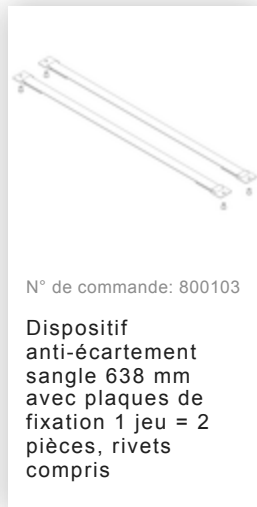 N° de commande: 800103
Dispositif
anti-écartement
sangle 638 mm
avec plaques de
fixation 1 jeu = 2
pièces, rivets
compris